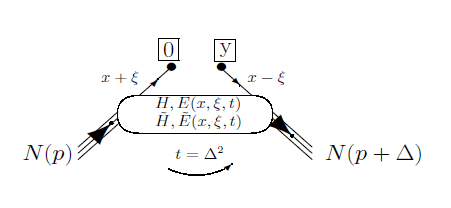 0 y
x + ξ x − ξ
H, E(x, ξ, t)
H̃, Ẽ(x, ξ, t)
N(p) t = Δ² N(p + Δ)